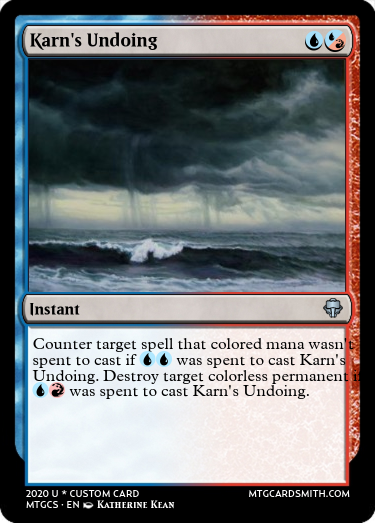 Karn's Undoing
Instant
Counter target spell that colored mana wasn't
spent to cast if was spent to cast Karn's
Undoing. Destroy target colorless permanent if
was spent to cast Karn's Undoing.
2020 U * CUSTOM CARD
MTGCS · EN KATHERINE KEAN
MTGCARDSMITH.COM